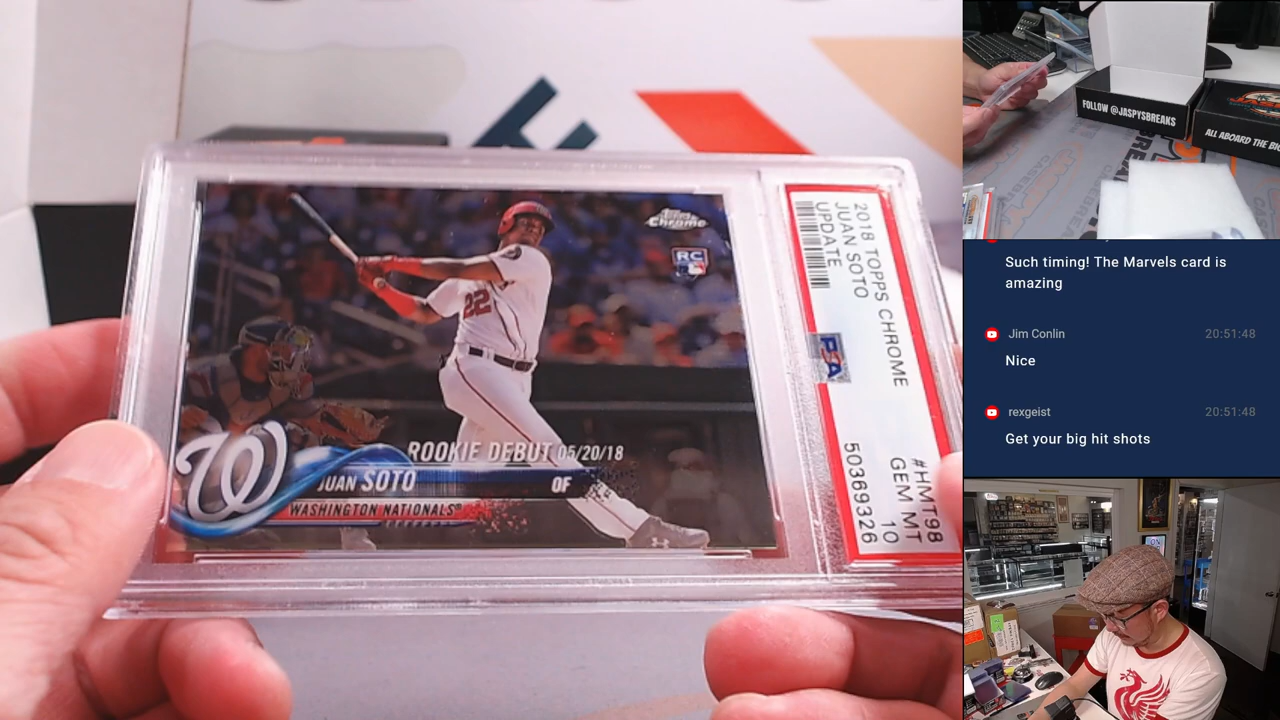 Topps
Chrome
RC
22
ROOKIE DEBUT 05/20/18
W
JUAN SOTO OF
WASHINGTON NATIONALS®
2018 TOPPS CHROME
JUAN SOTO
UPDATE
PSA
#HMT98
GEM MT
10
50369326
FOLLOW @JASPYSBREAKS
ALL ABOARD THE
Such timing! The Marvels card is
amazing
Jim Conlin 20:51:48
Nice
rexgeist 20:51:48
Get your big hit shots